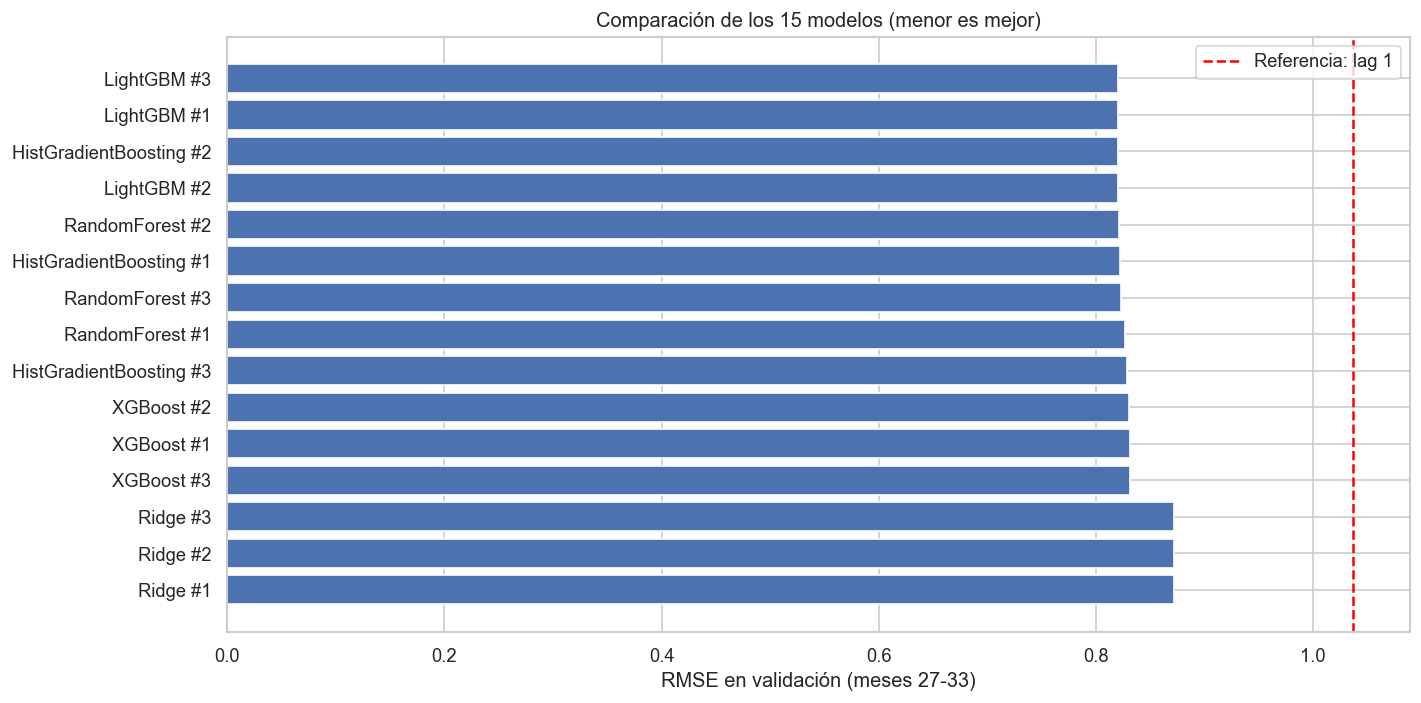 Comparación de los 15 modelos (menor es mejor)
Referencia: lag 1
LightGBM #3
LightGBM #1
HistGradientBoosting #2
LightGBM #2
RandomForest #2
HistGradientBoosting #1
RandomForest #3
RandomForest #1
HistGradientBoosting #3
XGBoost #2
XGBoost #1
XGBoost #3
Ridge #3
Ridge #2
Ridge #1
0.0 0.2 0.4 0.6 0.8 1.0
RMSE en validación (meses 27-33)